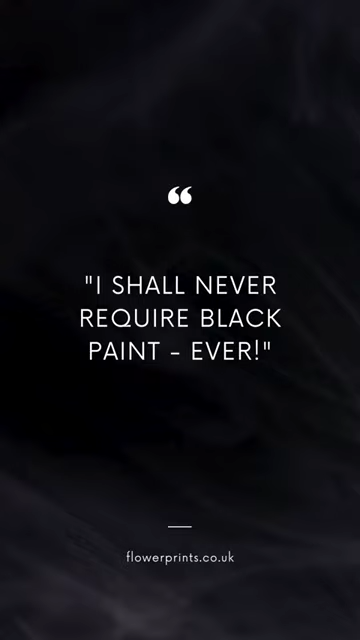 ❝
"I SHALL NEVER
REQUIRE BLACK
PAINT - EVER!"
flowerprints.co.uk